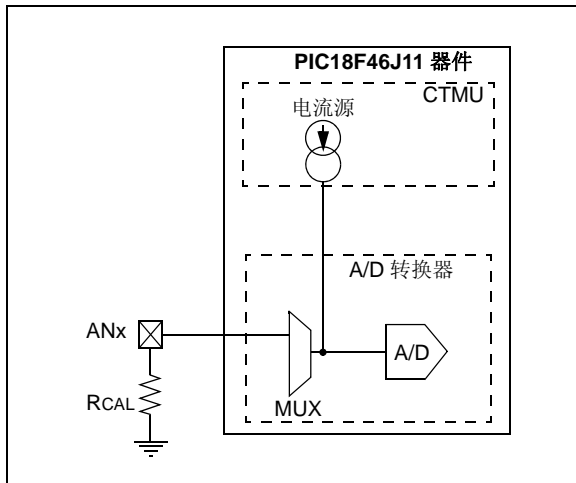 PIC18F46J11 器件
CTMU
电流源
A/D 转换器
ANx
A/D
RCAL
MUX